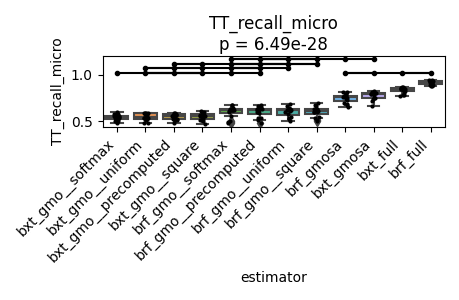 TT_recall_micro
p = 6.49e-28
TT_recall_micro
1.0
0.5
bxt_gmo__softmax
bxt_gmo__uniform
bxt_gmo__precomputed
bxt_gmo__square
brf_gmo__softmax
brf_gmo__precomputed
brf_gmo__uniform
brf_gmo__square
brf_gmosa
bxt_gmosa
bxt_full
brf_full
estimator